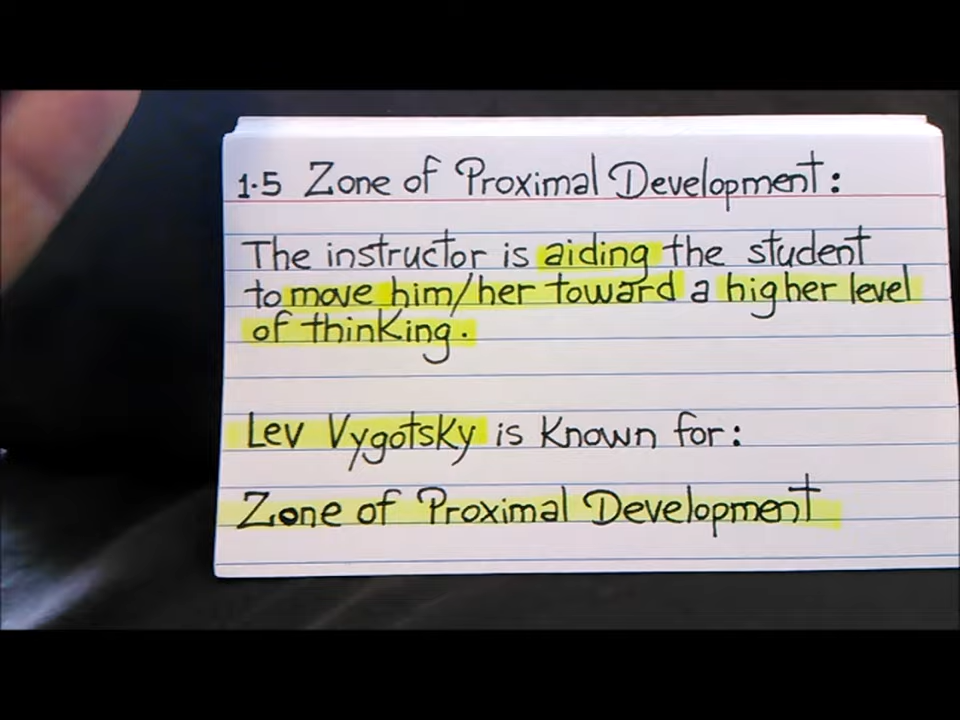 1.5 Zone of Proximal Development:
The instructor is aiding the student
to move him/her toward a higher level
of thinking.
Lev Vygotsky is known for:
Zone of Proximal Development